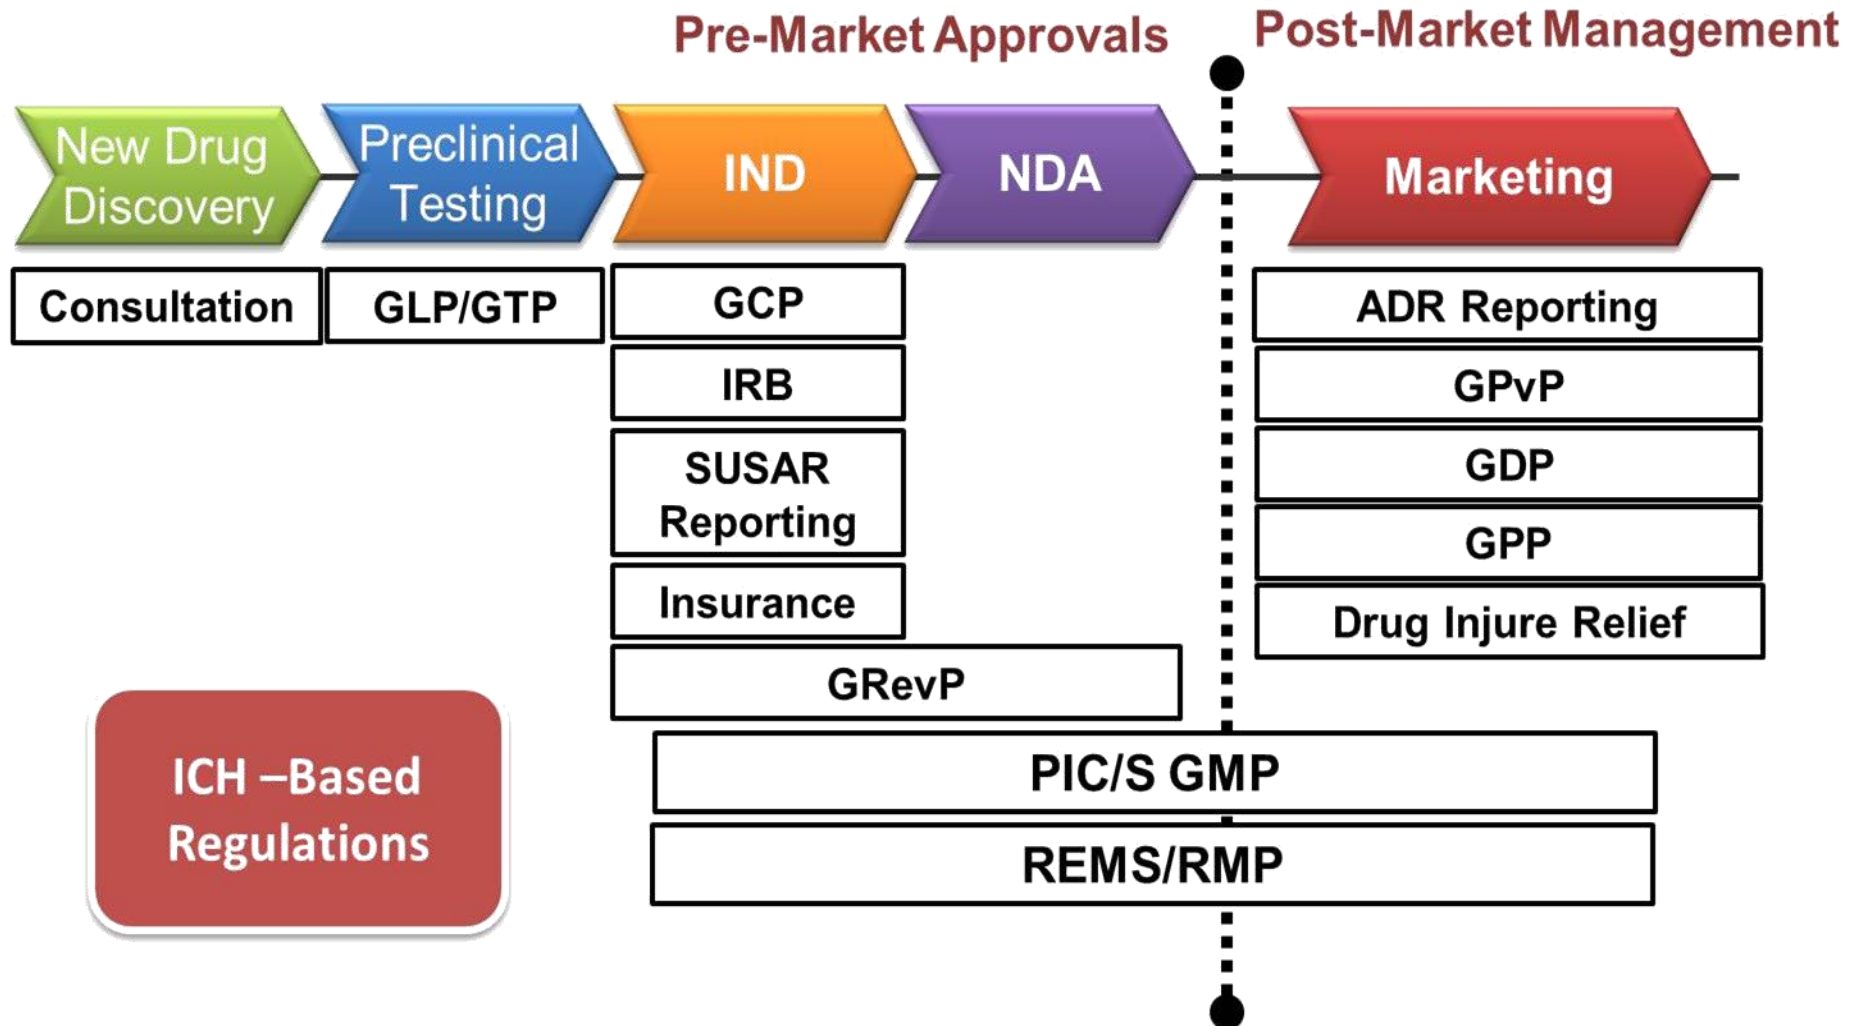 Pre-Market Approvals
Post-Market Management
New Drug
Discovery
Preclinical
Testing
IND
NDA
Marketing
Consultation
GLP/GTP
GCP
IRB
SUSAR
Reporting
Insurance
GRevP
ADR Reporting
GPvP
GDP
GPP
Drug Injure Relief
PIC/S GMP
REMS/RMP
ICH –Based
Regulations